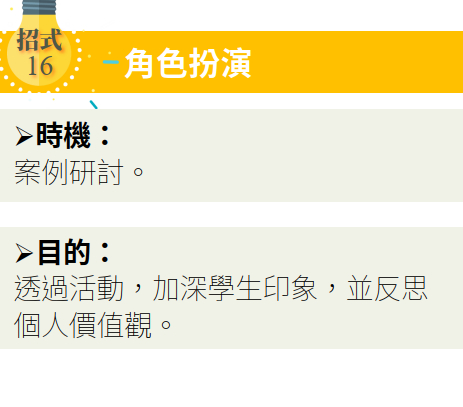 招式
16
角色扮演
➢時機：
案例研討。
➢目的：
透過活動，加深學生印象，並反思
個人價值觀。